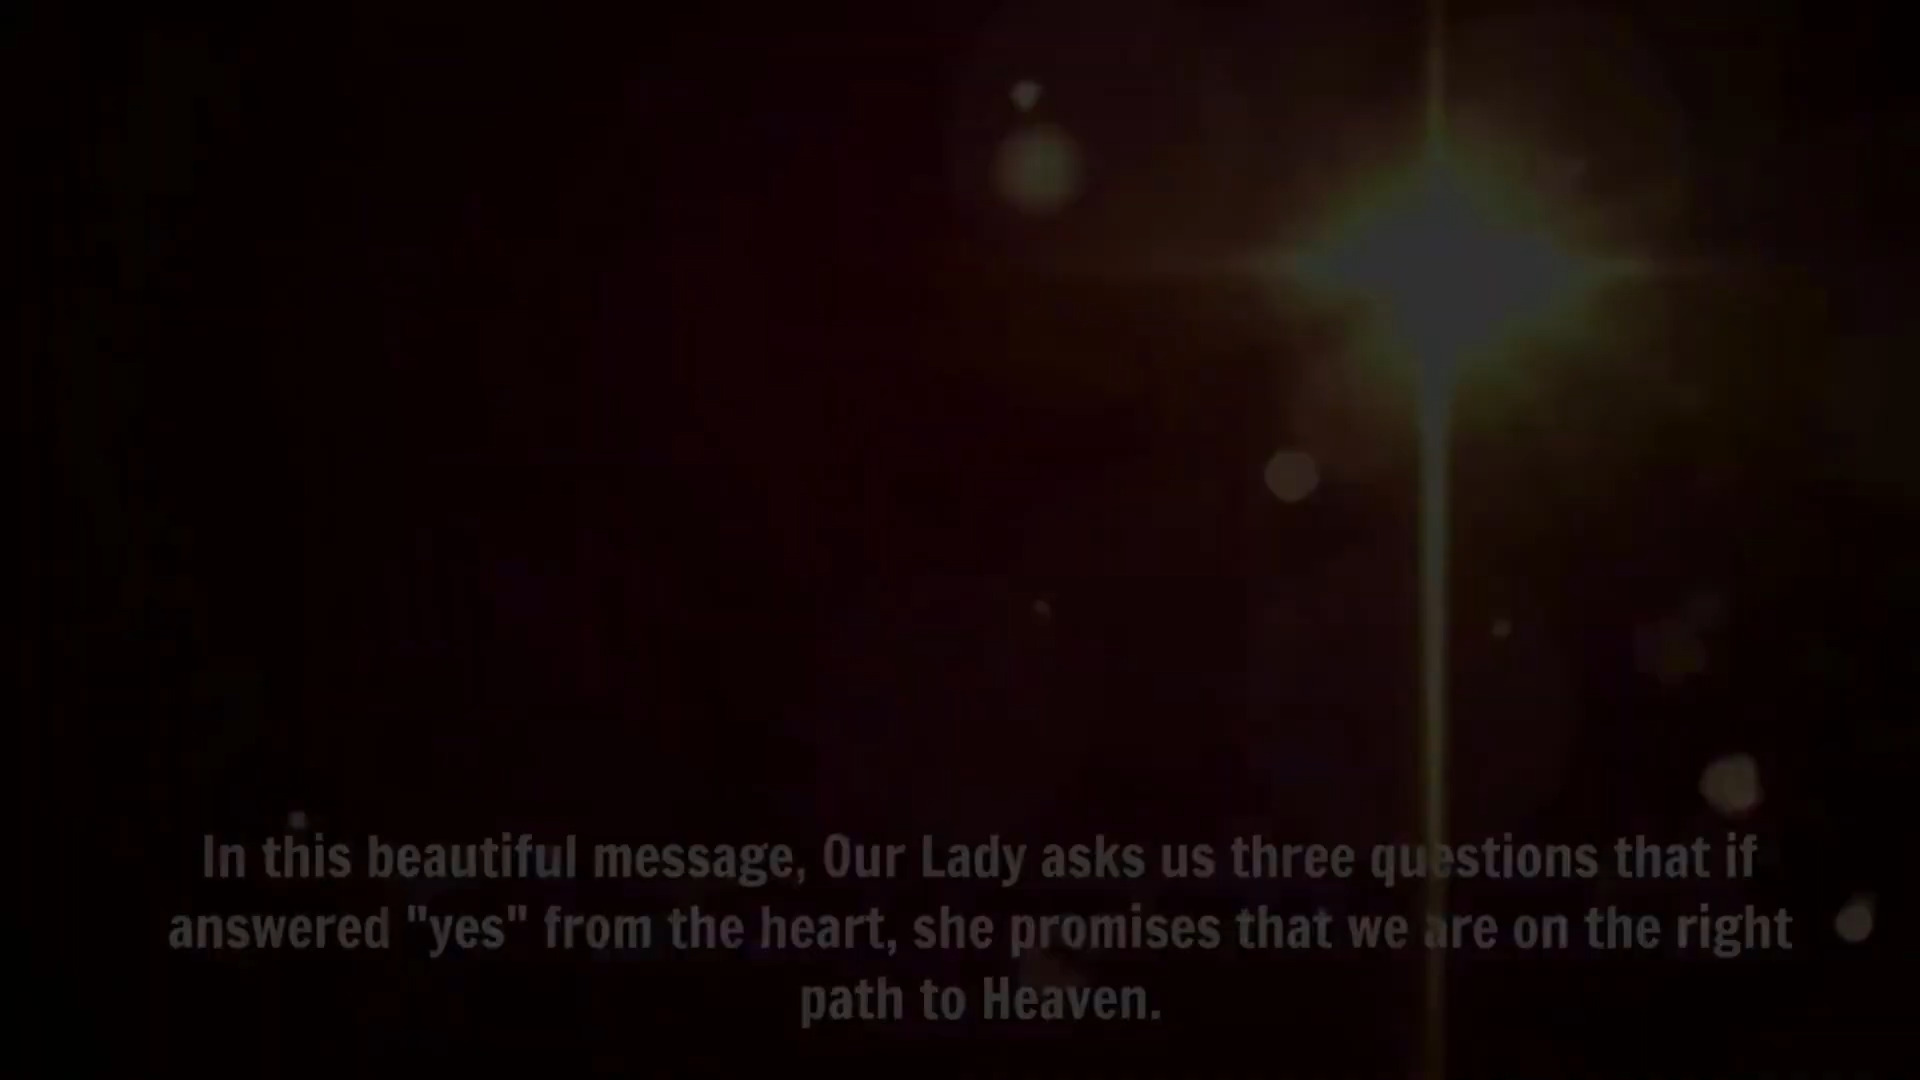 In this beautiful message, Our Lady asks us three questions that if
answered "yes" from the heart, she promises that we are on the right
path to Heaven.